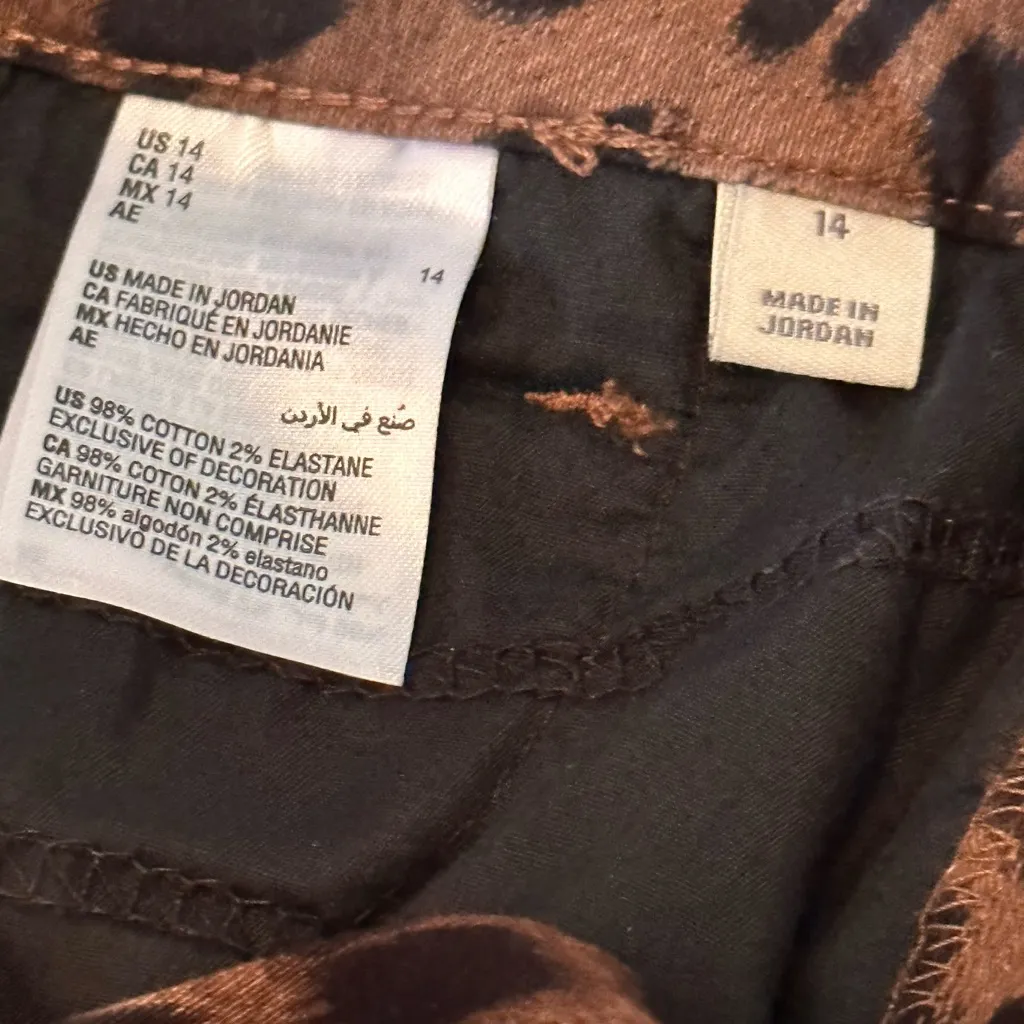 US 14
CA 14
MX 14
AE
14
US MADE IN JORDAN
CA FABRIQUÉ EN JORDANIE
MX HECHO EN JORDANIA
AE
صُنع في الأردن
US 98% COTTON 2% ELASTANE
EXCLUSIVE OF DECORATION
CA 98% COTON 2% ÉLASTHANNE
GARNITURE NON COMPRISE
MX 98% algodón 2% elastano
EXCLUSIVO DE LA DECORACIÓN
14
MADE IN
JORDAN